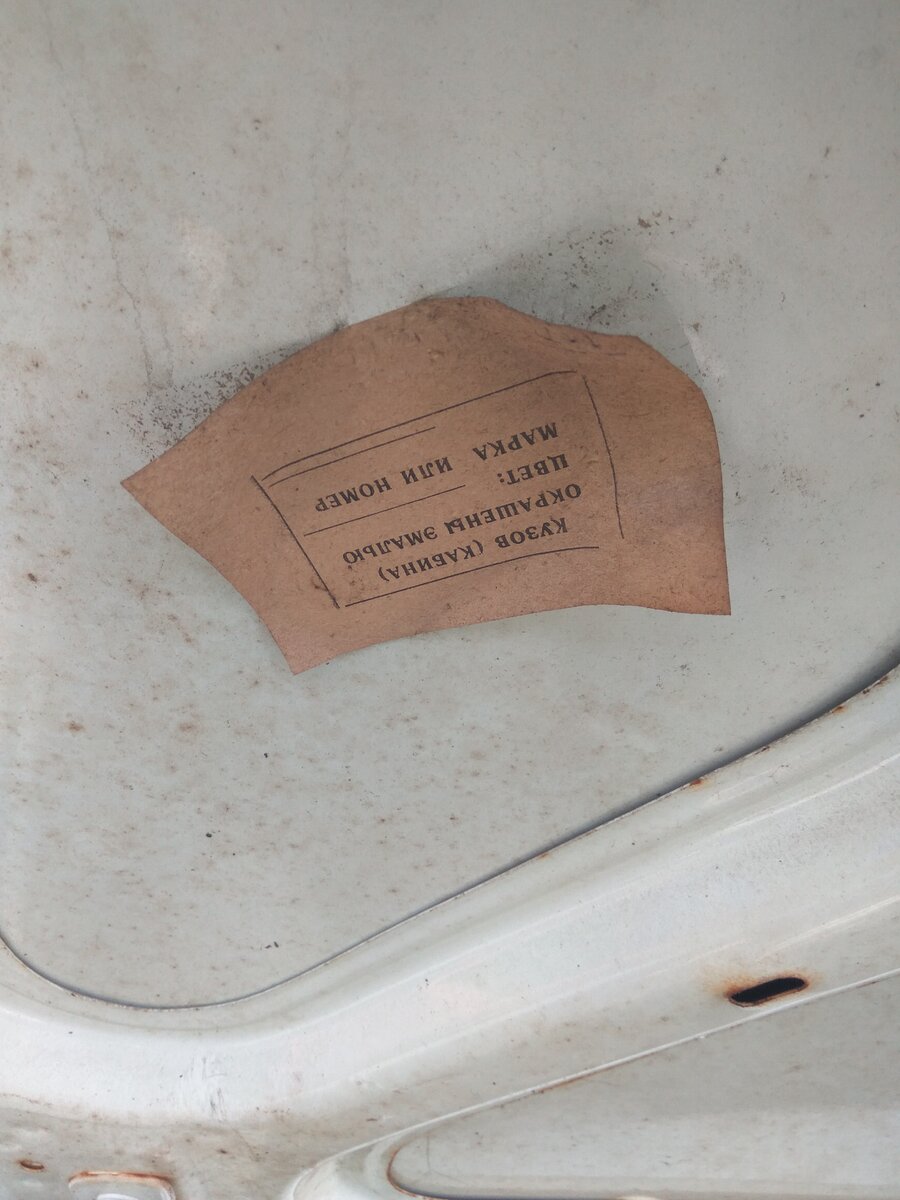 КУЗОВ (КАБИНА)
ОКРАШЕНЫ ЭМАЛЬЮ
ЦВЕТ:
МАРКА ИЛИ НОМЕР